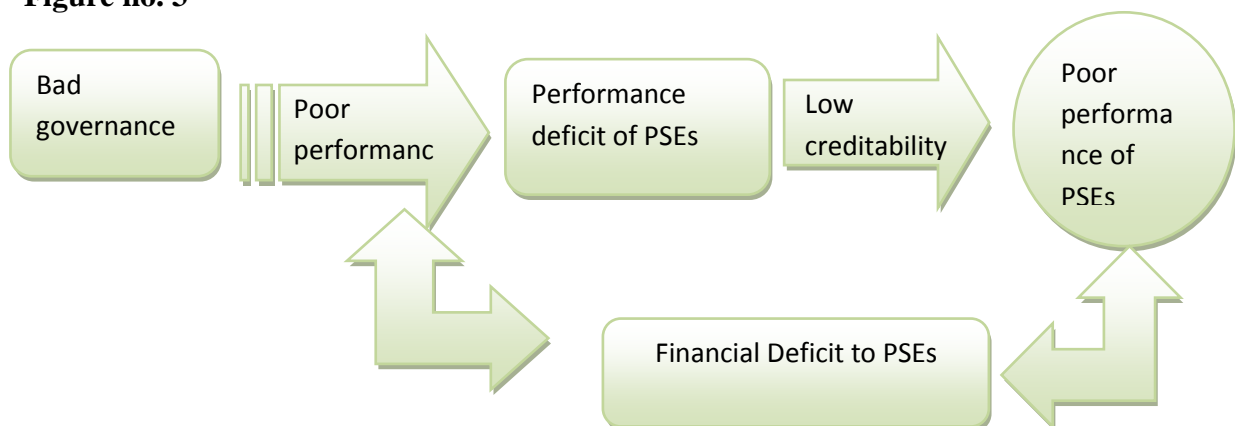 Figure no. 3
Bad
governance
Poor
performanc
Performance
deficit of PSEs
Low
creditability
Poor
performa
nce of
PSEs
Financial Deficit to PSEs